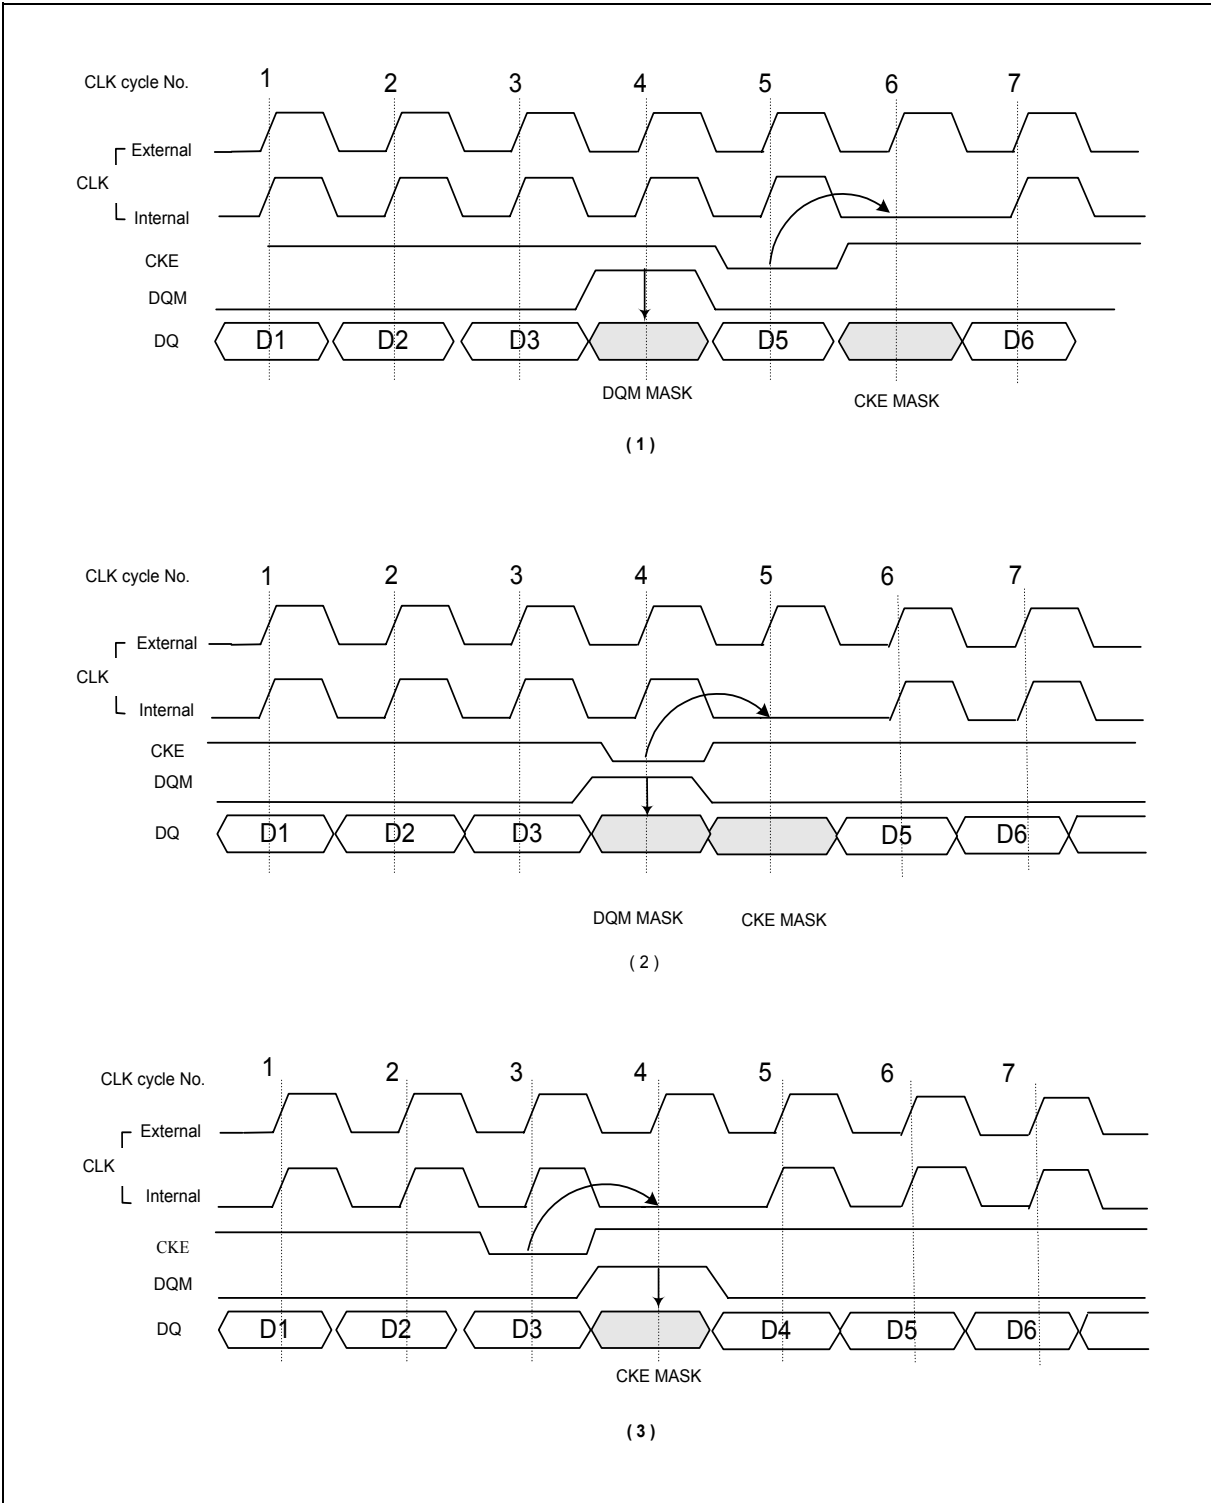 CLK cycle No. 1 2 3 4 5 6 7
External
CLK
Internal
CKE
DQM
DQ D1 D2 D3 D5 D6
DQM MASK CKE MASK
( 1 )
CLK cycle No. 1 2 3 4 5 6 7
External
CLK
Internal
CKE
DQM
DQ D1 D2 D3 D5 D6
DQM MASK CKE MASK
( 2 )
CLK cycle No. 1 2 3 4 5 6 7
External
CLK
Internal
CKE
DQM
DQ D1 D2 D3 D4 D5 D6
CKE MASK
( 3 )